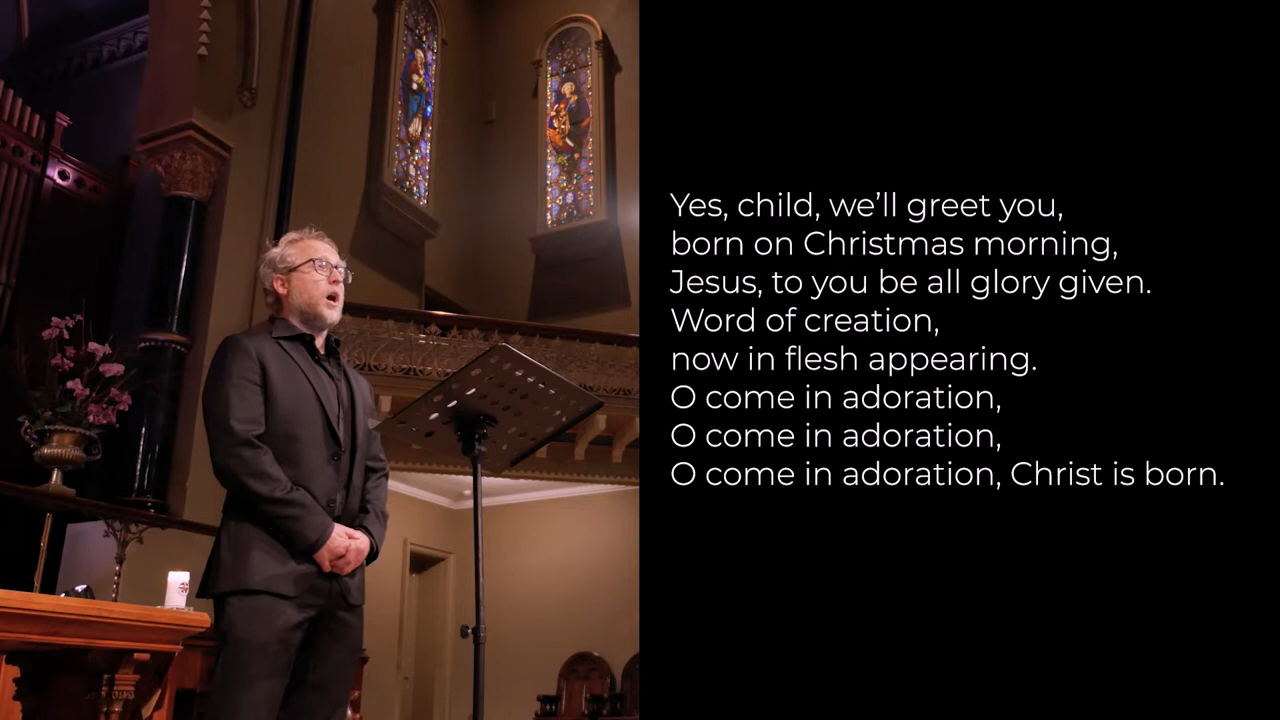 Yes, child, we’ll greet you,
born on Christmas morning,
Jesus, to you be all glory given.
Word of creation,
now in flesh appearing.
O come in adoration,
O come in adoration,
O come in adoration, Christ is born.